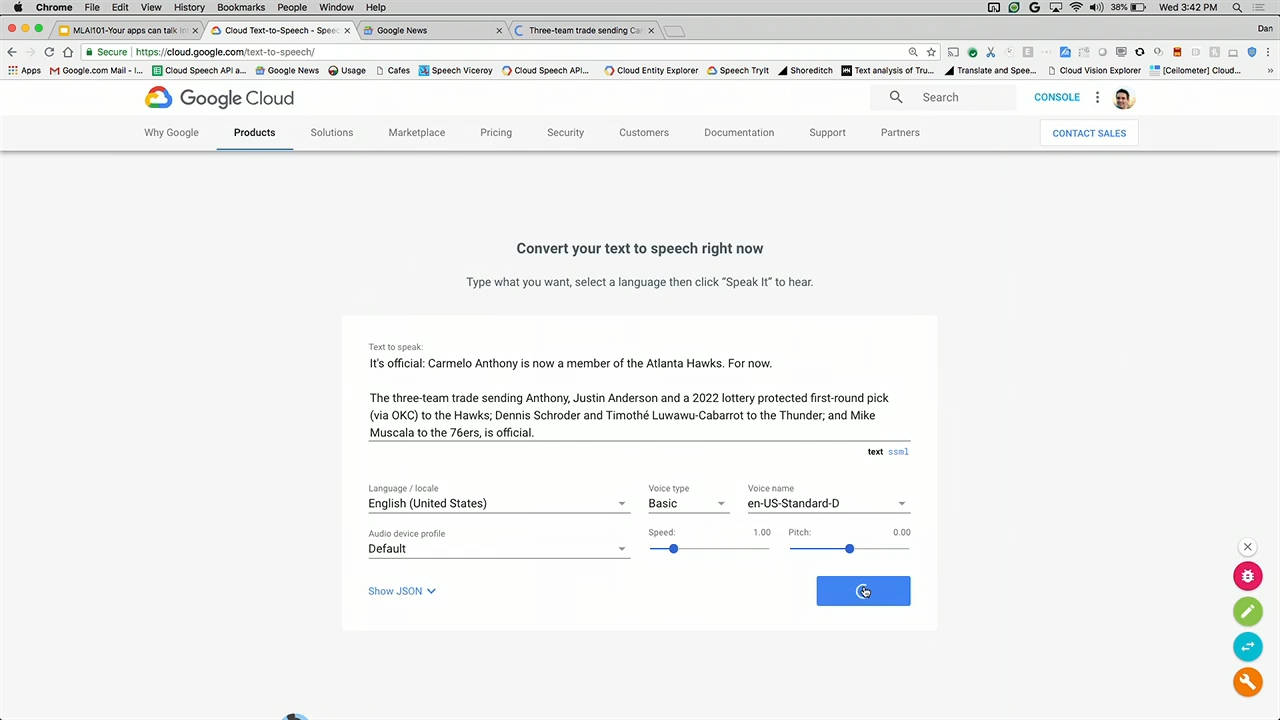 Chrome File Edit View History Bookmarks People Window Help 38% Wed 3:42 PM
MLAI101-Your apps can talk Cloud Text-to-Speech - Speec Google News Three-team trade sending Car Dan
Secure https://cloud.google.com/text-to-speech/
Apps Google.com Mail - I... Cloud Speech API a... Google News Usage Cafes Speech Viceroy Cloud Speech API... Cloud Entity Explorer Speech TryIt Shoreditch Text analysis of Tru... Translate and Spee... Cloud Vision Explorer [Ceilometer] Cloud... »
Google Cloud Search CONSOLE
Why Google Products Solutions Marketplace Pricing Security Customers Documentation Support Partners CONTACT SALES
Convert your text to speech right now
Type what you want, select a language then click “Speak It” to hear.
Text to speak:
It's official: Carmelo Anthony is now a member of the Atlanta Hawks. For now.
The three-team trade sending Anthony, Justin Anderson and a 2022 lottery protected first-round pick
(via OKC) to the Hawks; Dennis Schroder and Timothé Luwawu-Cabarrot to the Thunder; and Mike
Muscala to the 76ers, is official.
text ssml
Language / locale Voice type Voice name
English (United States) Basic en-US-Standard-D
Audio device profile Speed: 1.00 Pitch: 0.00
Default
Show JSON